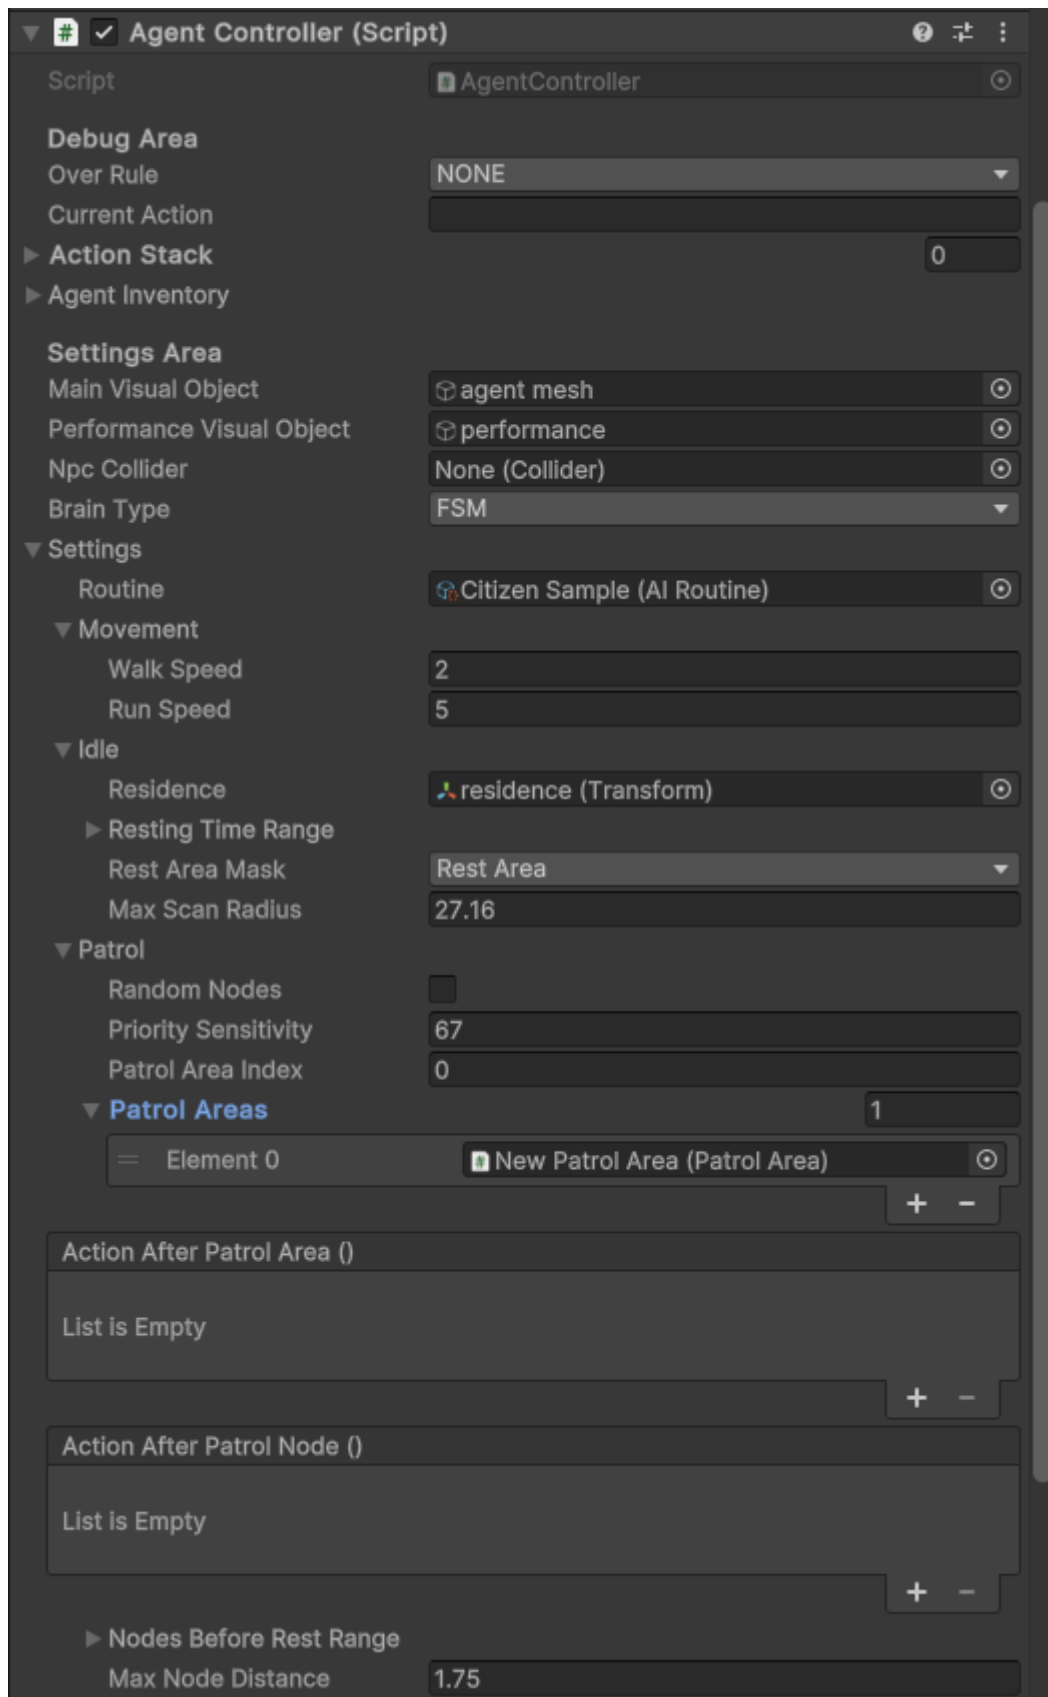 Agent Controller (Script)
Script AgentController
Debug Area
Over Rule NONE
Current Action
Action Stack 0
Agent Inventory
Settings Area
Main Visual Object agent mesh
Performance Visual Object performance
Npc Collider None (Collider)
Brain Type FSM
Settings
Routine Citizen Sample (AI Routine)
Movement
Walk Speed 2
Run Speed 5
Idle
Residence residence (Transform)
Resting Time Range
Rest Area Mask Rest Area
Max Scan Radius 27.16
Patrol
Random Nodes
Priority Sensitivity 67
Patrol Area Index 0
Patrol Areas 1
Element 0 New Patrol Area (Patrol Area)
+ −
Action After Patrol Area ()
List is Empty
+ −
Action After Patrol Node ()
List is Empty
+ −
Nodes Before Rest Range
Max Node Distance 1.75